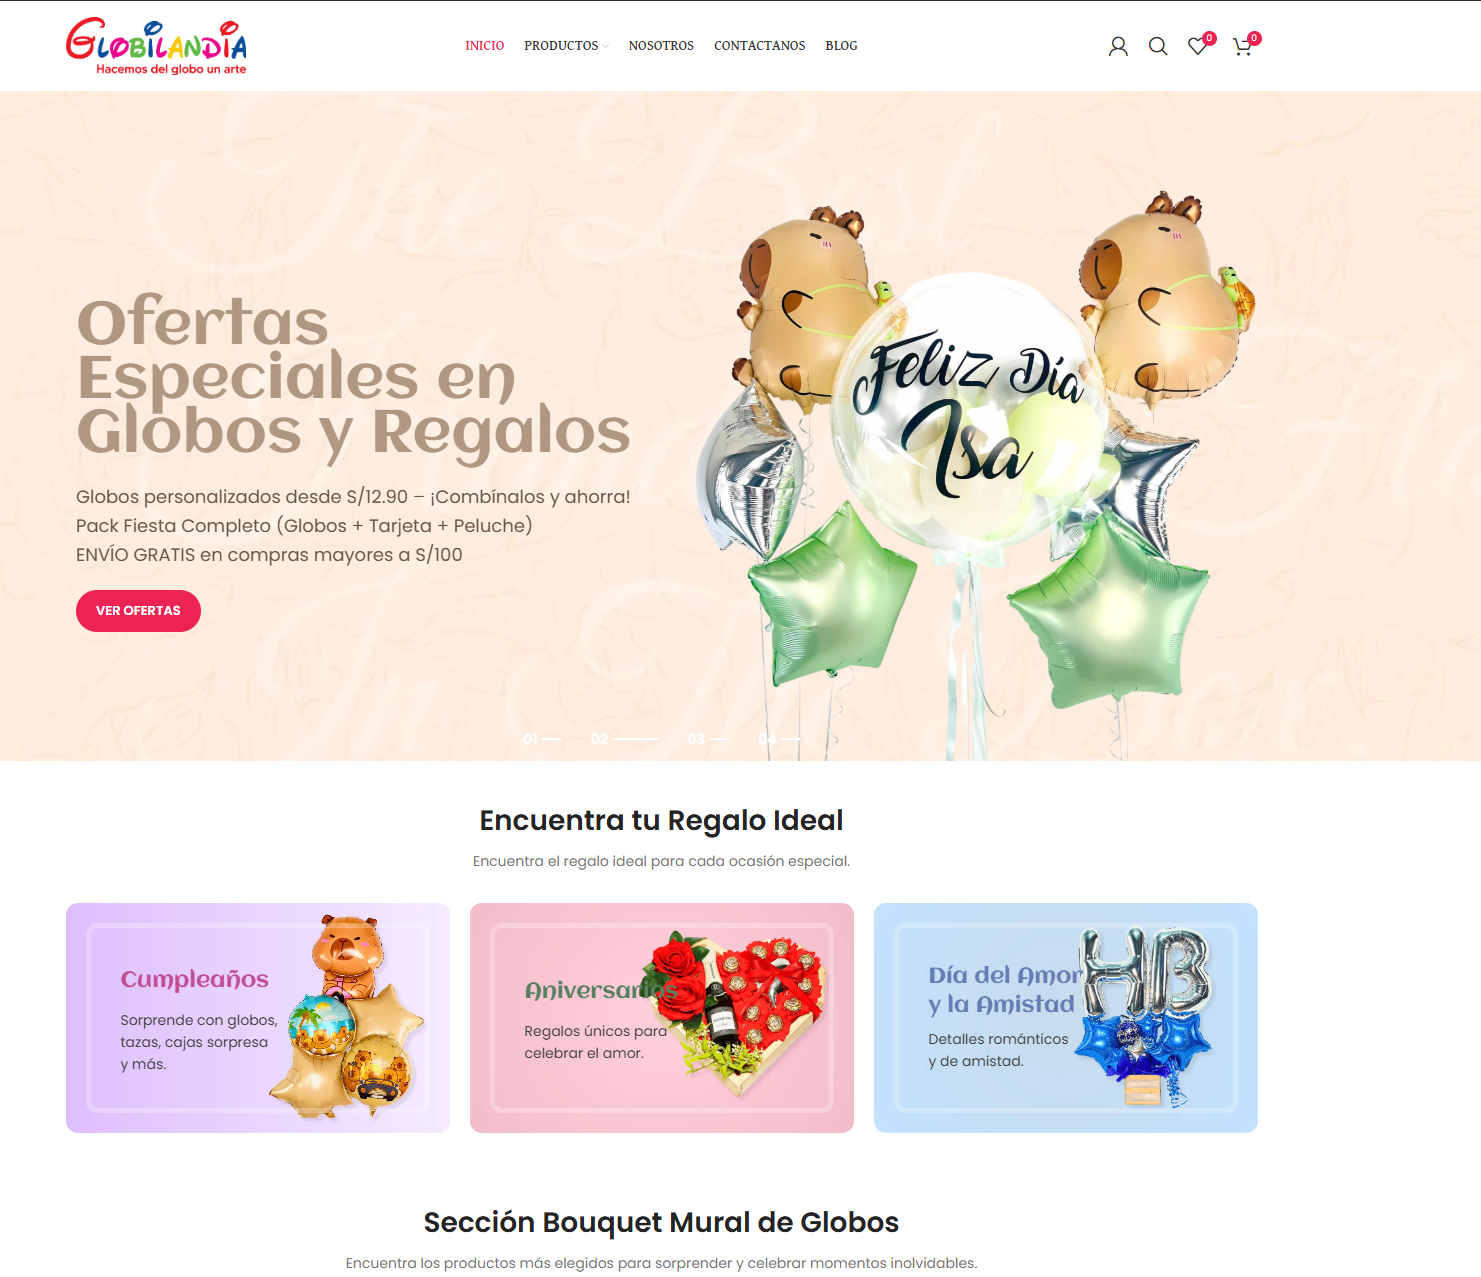 GLOBILANDIA
Hacemos del globo un arte
INICIO PRODUCTOS NOSOTROS CONTACTANOS BLOG
0 0
The Best
Ofertas
Especiales en
Globos y Regalos
Feliz Día
Isa
Globos personalizados desde S/12.90 – ¡Combínalos y ahorra!
Pack Fiesta Completo (Globos + Tarjeta + Peluche)
ENVÍO GRATIS en compras mayores a S/100
VER OFERTAS
The Best
01 02 03 04
Encuentra tu Regalo Ideal
Encuentra el regalo ideal para cada ocasión especial.
Cumpleaños
Sorprende con globos,
tazas, cajas sorpresa
y más.
Aniversarios
Regalos únicos para
celebrar el amor.
Día del Amor
y la Amistad
Detalles románticos
y de amistad.
HB
Sección Bouquet Mural de Globos
Encuentra los productos más elegidos para sorprender y celebrar momentos inolvidables.